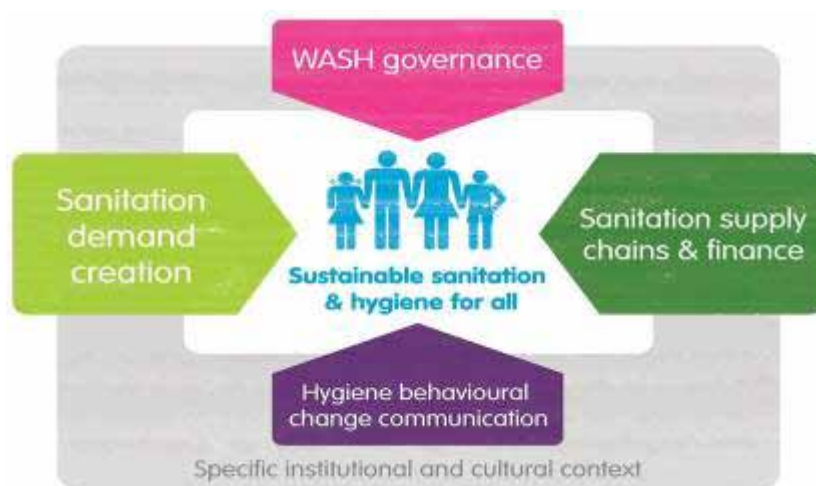 WASH governance
Sanitation
demand
creation
Sustainable sanitation
& hygiene for all
Sanitation supply
chains & finance
Hygiene behavioural
change communication
Specific institutional and cultural context